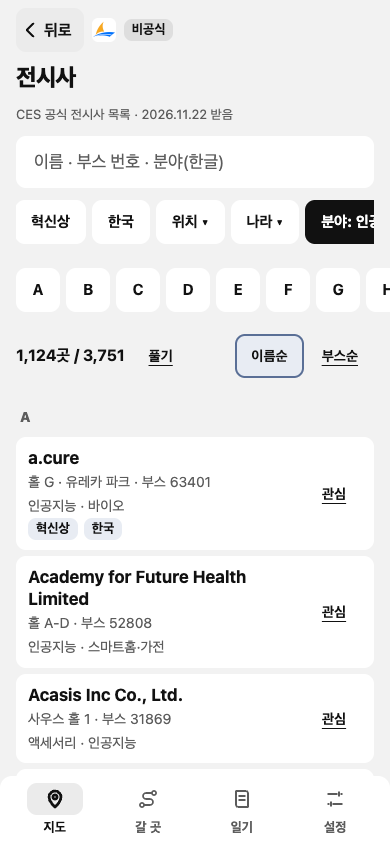 뒤로
비공식
전시사
CES 공식 전시사 목록 · 2026.11.22 받음
이름 · 부스 번호 · 분야(한글)
혁신상 한국 위치 ▾ 나라 ▾ 분야: 인공
A B C D E F G H
1,124곳 / 3,751 풀기 이름순 부스순
A
a.cure
홀 G · 유레카 파크 · 부스 63401
인공지능 · 바이오
혁신상 한국
관심
Academy for Future Health
Limited
홀 A-D · 부스 52808
인공지능 · 스마트홈·가전
관심
Acasis Inc Co., Ltd.
사우스 홀 1 · 부스 31869
액세서리 · 인공지능
관심
지도 갈 곳 일기 설정